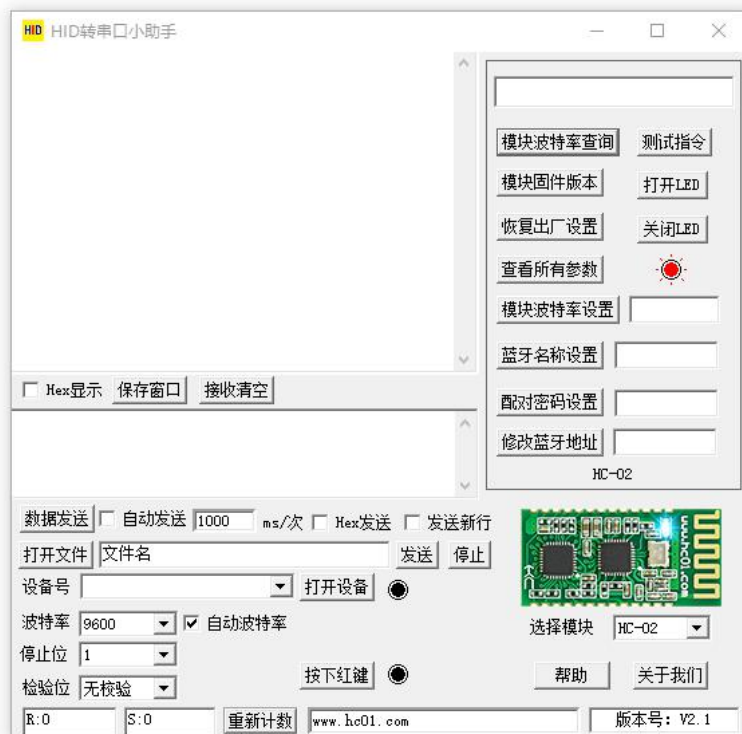 HID HID转串口小助手
模块波特率查询 测试指令
模块固件版本 打开LED
恢复出厂设置 关闭LED
查看所有参数
模块波特率设置
蓝牙名称设置
Hex显示 保存窗口 接收清空
配对密码设置
修改蓝牙地址
HC-02
数据发送 自动发送 1000 ms/次 Hex发送 发送新行
www.hc01.com
打开文件 文件名 发送 停止
设备号 打开设备
波特率 9600 自动波特率
选择模块 HC-02
停止位 1
检验位 无校验 按下红键 帮助 关于我们
R:0 S:0 重新计数 www.hc01.com 版本号: V2.1